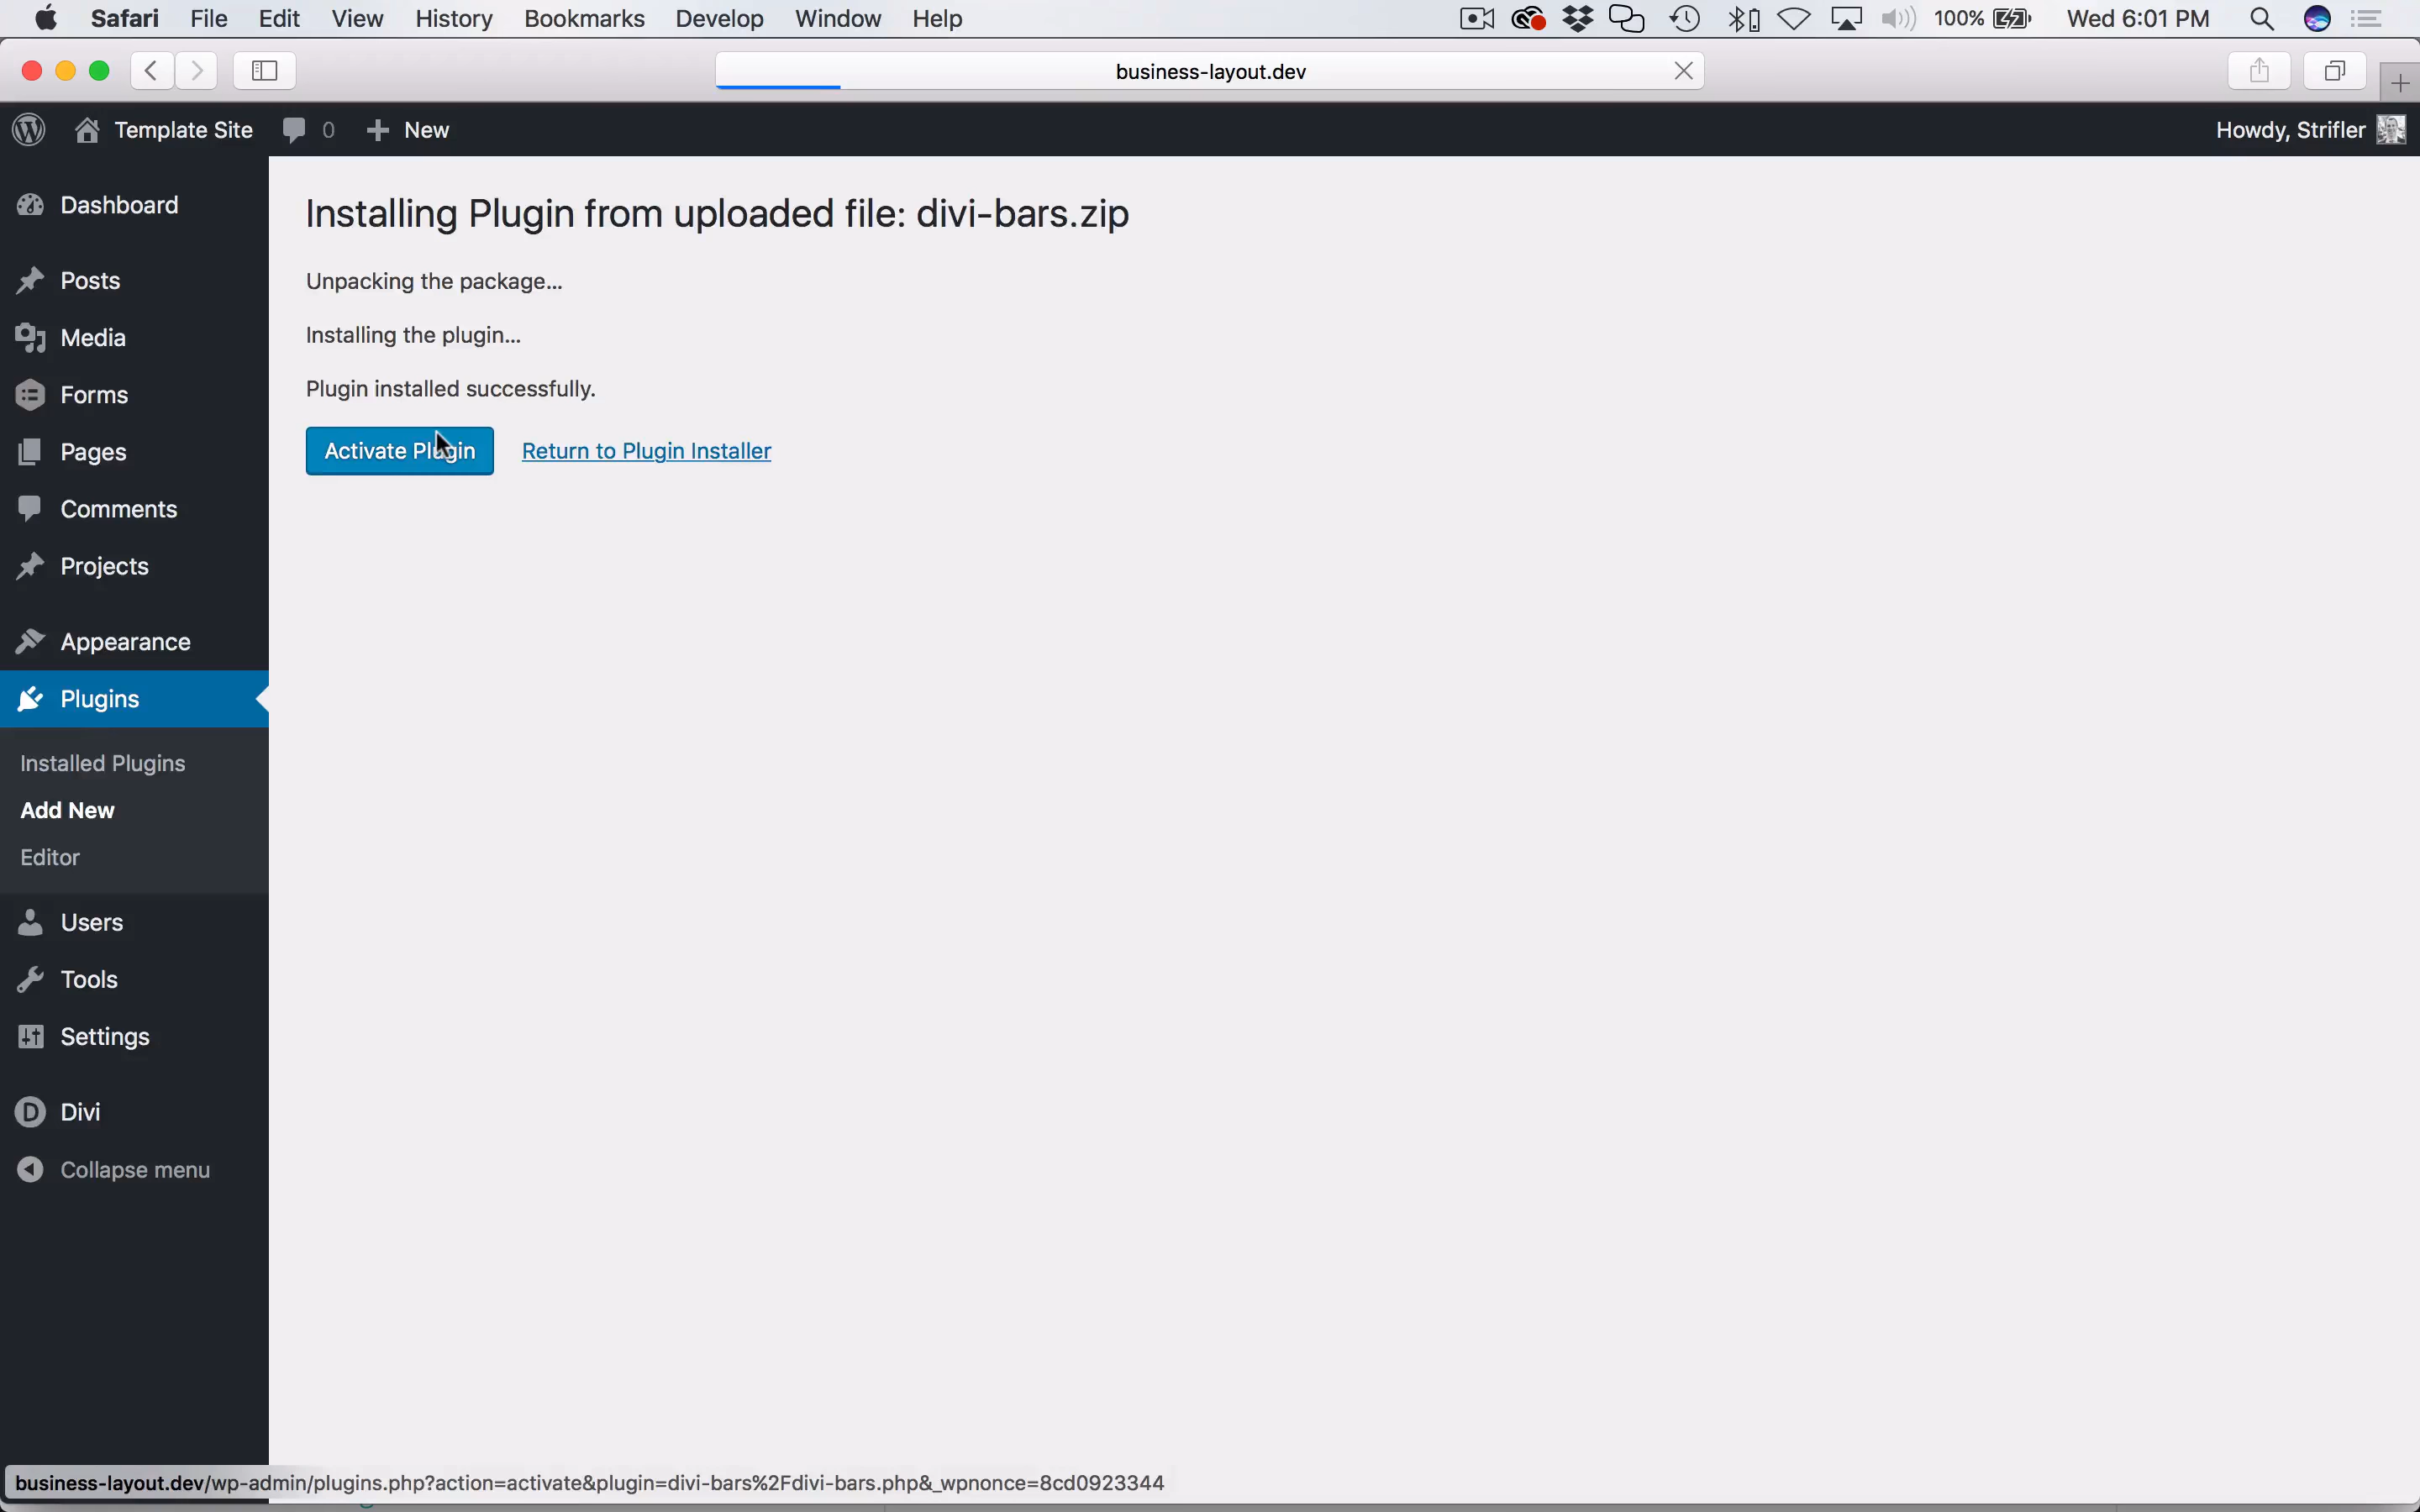 Safari File Edit View History Bookmarks Develop Window Help 100% Wed 6:01 PM
business-layout.dev
Template Site 0 New Howdy, Strifler
Dashboard
Posts
Media
Forms
Pages
Comments
Projects
Appearance
Plugins
Installed Plugins
Add New
Editor
Users
Tools
Settings
Divi
Collapse menu
Installing Plugin from uploaded file: divi-bars.zip
Unpacking the package...
Installing the plugin...
Plugin installed successfully.
Activate Plugin Return to Plugin Installer
business-layout.dev/wp-admin/plugins.php?action=activate&plugin=divi-bars%2Fdivi-bars.php&_wpnonce=8cd0923344